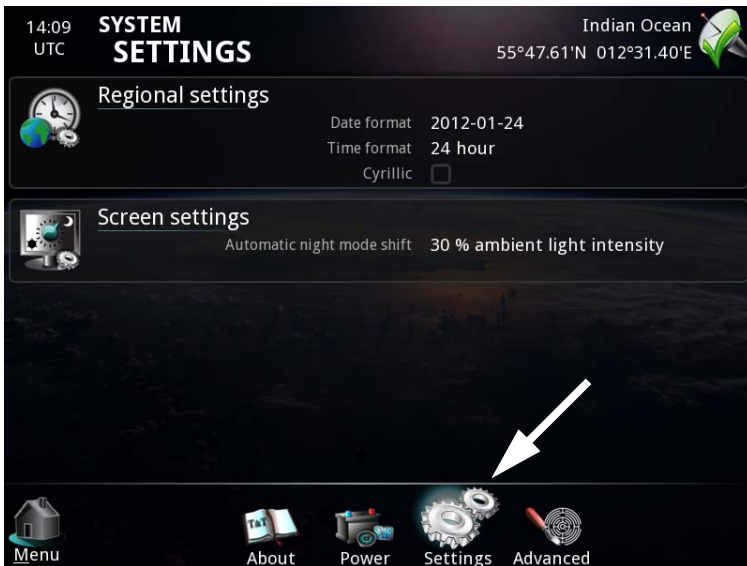 14:09
UTC
SYSTEM
SETTINGS
Indian Ocean
55°47.61'N 012°31.40'E
Regional settings
Date format 2012-01-24
Time format 24 hour
Cyrillic
Screen settings
Automatic night mode shift 30 % ambient light intensity
T&T
Menu About Power Settings Advanced